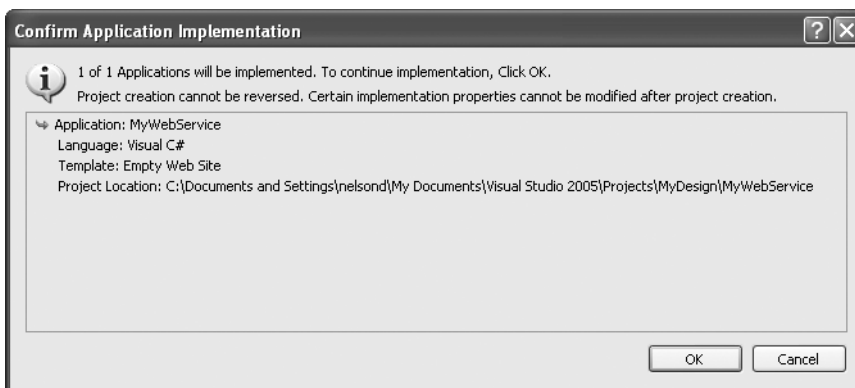 Confirm Application Implementation
1 of 1 Applications will be implemented. To continue implementation, Click OK.
Project creation cannot be reversed. Certain implementation properties cannot be modified after project creation.
Application: MyWebService
Language: Visual C#
Template: Empty Web Site
Project Location: C:\Documents and Settings\nelsond\My Documents\Visual Studio 2005\Projects\MyDesign\MyWebService
OK Cancel